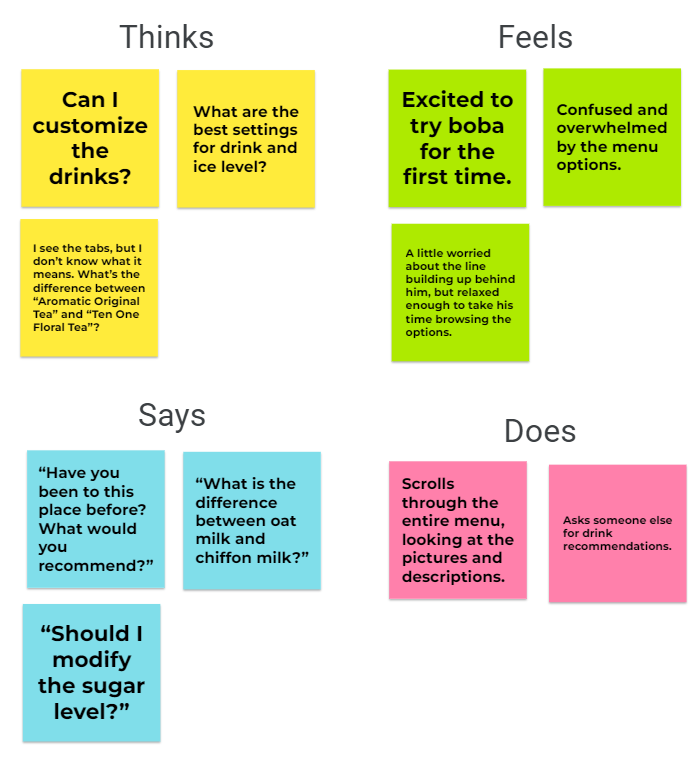 Thinks
Can I
customize
the
drinks?
What are the
best settings
for drink and
ice level?
I see the tabs, but I
don’t know what it
means. What’s the
difference between
“Aromatic Original
Tea” and “Ten One
Floral Tea”?
Feels
Excited to
try boba
for the
first time.
Confused and
overwhelmed
by the menu
options.
A little worried
about the line
building up behind
him, but relaxed
enough to take his
time browsing the
options.
Says
“Have you
been to this
place before?
What would
you
recommend?”
“What is the
difference
between oat
milk and
chiffon milk?”
“Should I
modify
the sugar
level?”
Does
Scrolls
through the
entire menu,
looking at the
pictures and
descriptions.
Asks someone else
for drink
recommendations.